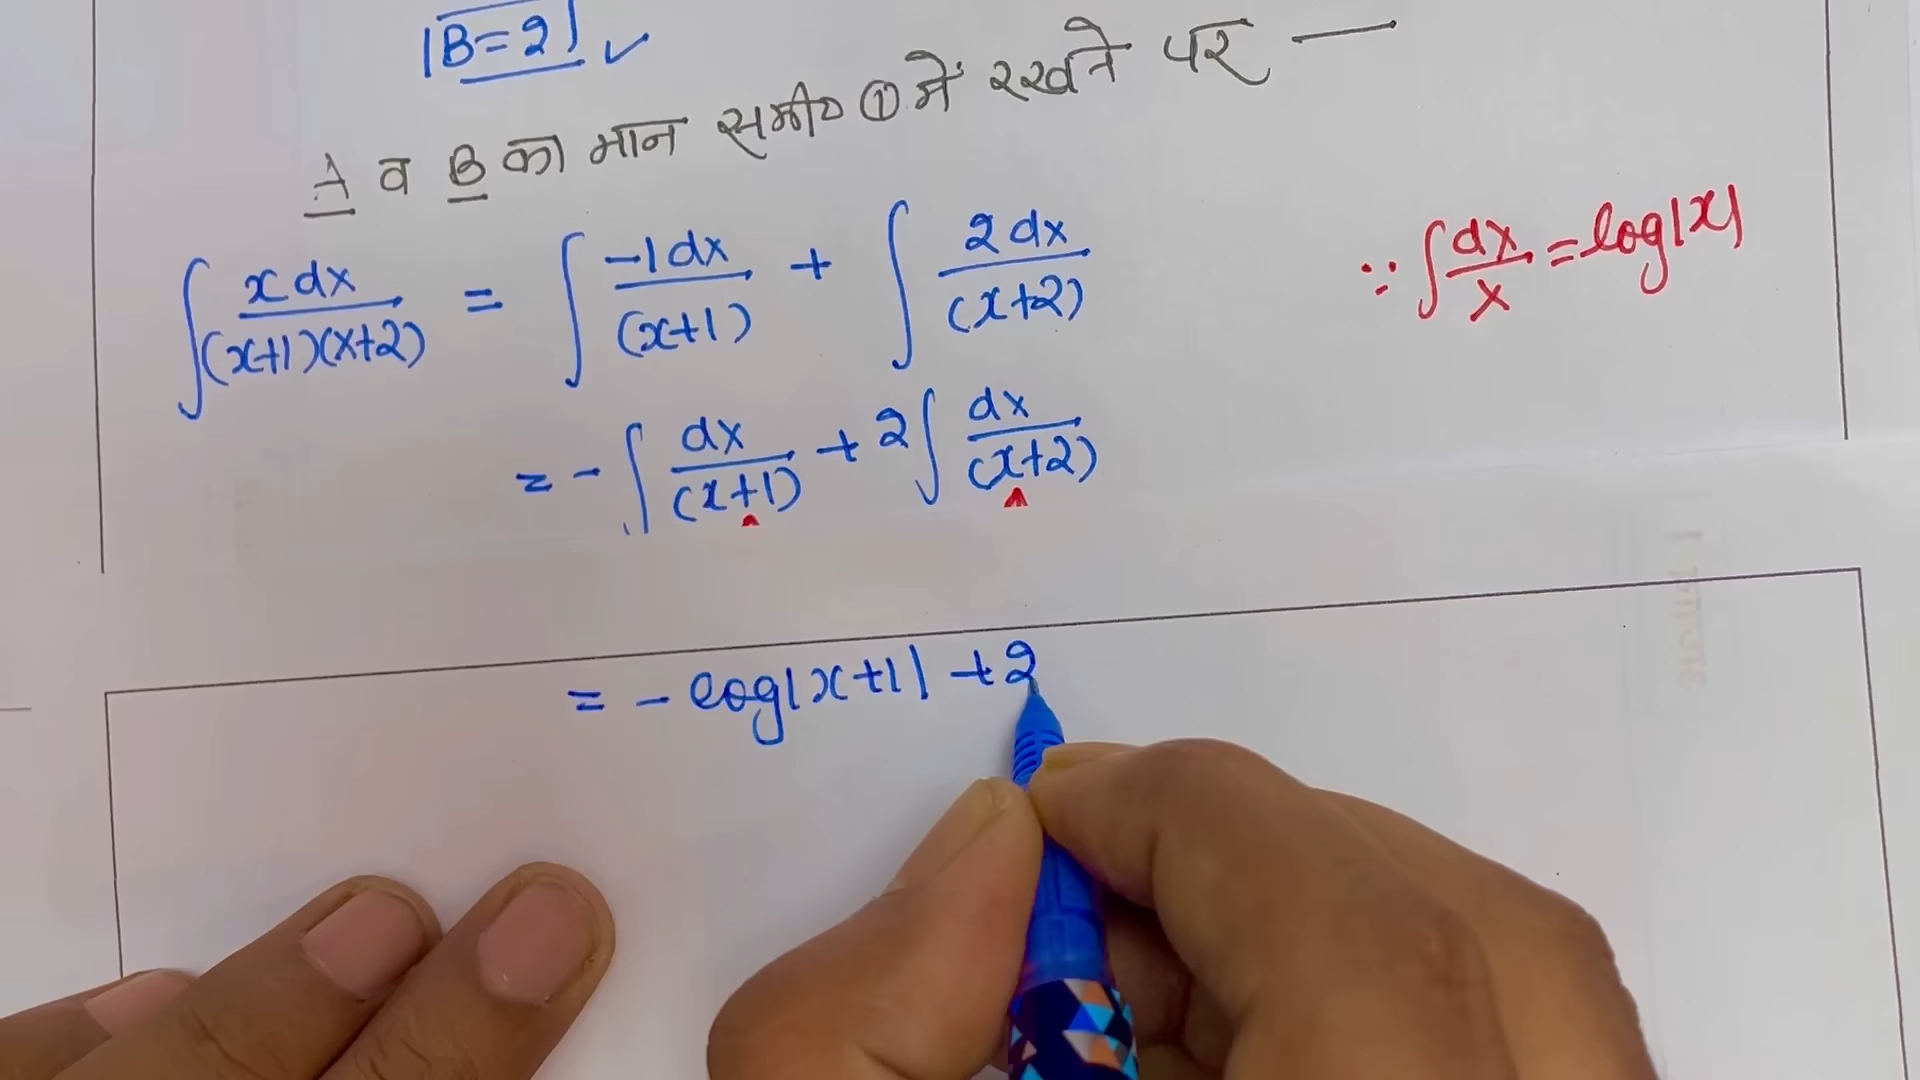 B=2 ✓
A व B का मान समी० ① में रखने पर —
∫ x dx / (x+1)(x+2) = ∫ -1 dx / (x+1) + ∫ 2 dx / (x+2)
∵ ∫ dx / x = log|x|
= - ∫ dx / (x+1) + 2 ∫ dx / (x+2)
= - log|x+1| + 2